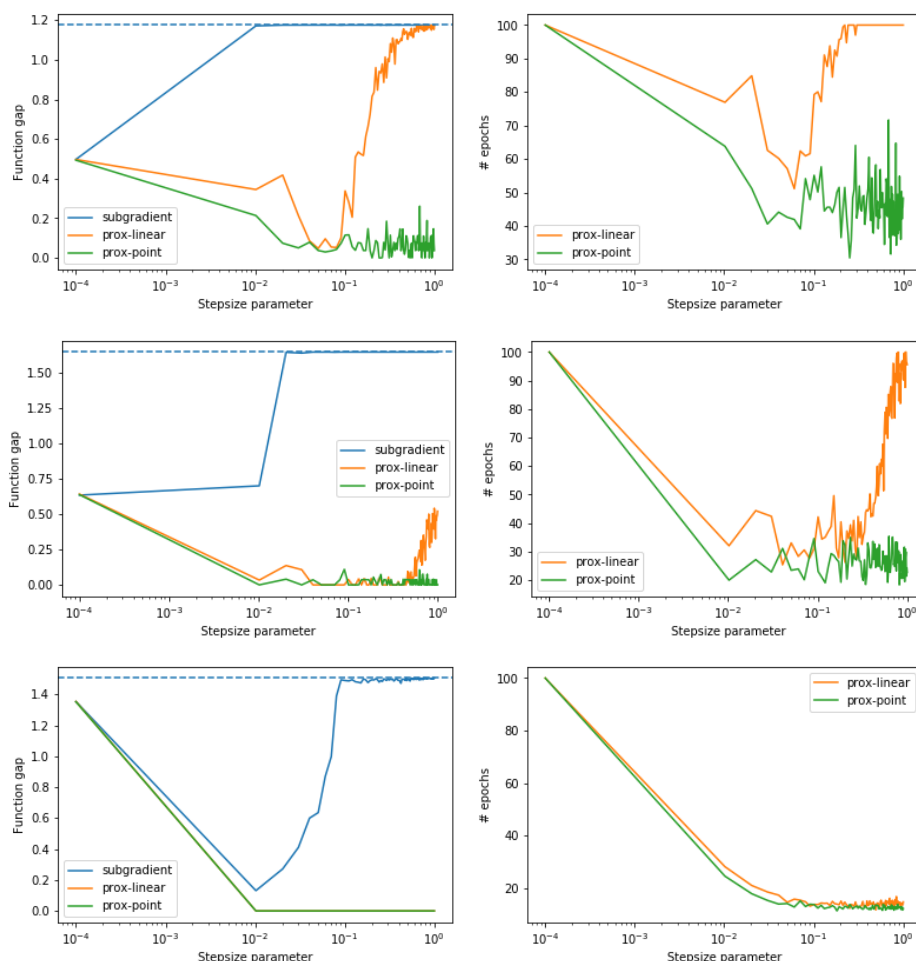 1.2
1.0
0.8
0.6
0.4
0.2
0.0
Function gap
subgradient
prox-linear
prox-point
10⁻⁴
10⁻³
10⁻²
10⁻¹
10⁰
Stepsize parameter
100
90
80
70
60
50
40
30
# epochs
prox-linear
prox-point
10⁻⁴
10⁻³
10⁻²
10⁻¹
10⁰
Stepsize parameter
1.50
1.25
1.00
0.75
0.50
0.25
0.00
Function gap
subgradient
prox-linear
prox-point
10⁻⁴
10⁻³
10⁻²
10⁻¹
10⁰
Stepsize parameter
100
90
80
70
60
50
40
30
20
# epochs
prox-linear
prox-point
10⁻⁴
10⁻³
10⁻²
10⁻¹
10⁰
Stepsize parameter
1.4
1.2
1.0
0.8
0.6
0.4
0.2
0.0
Function gap
subgradient
prox-linear
prox-point
10⁻⁴
10⁻³
10⁻²
10⁻¹
10⁰
Stepsize parameter
100
80
60
40
20
# epochs
prox-linear
prox-point
10⁻⁴
10⁻³
10⁻²
10⁻¹
10⁰
Stepsize parameter